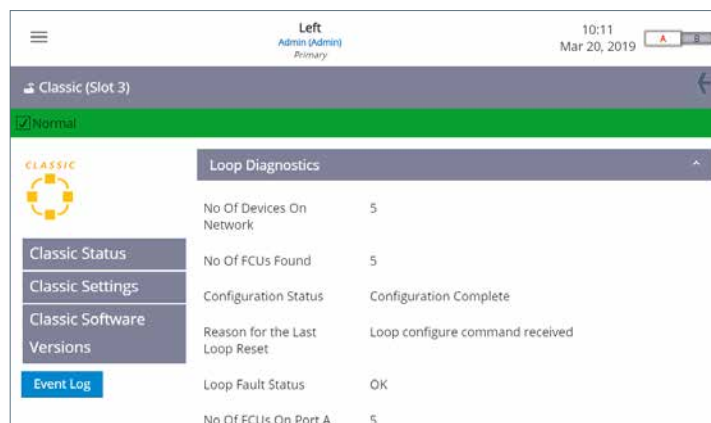 Left
Admin (Admin)
Primary
10:11
Mar 20, 2019
A B
Classic (Slot 3)
Normal
CLASSIC
Classic Status
Classic Settings
Classic Software
Versions
Event Log
Loop Diagnostics
No Of Devices On
Network
5
No Of FCUs Found
5
Configuration Status
Configuration Complete
Reason for the Last
Loop Reset
Loop configure command received
Loop Fault Status
OK
No Of FCUs On Port A
5